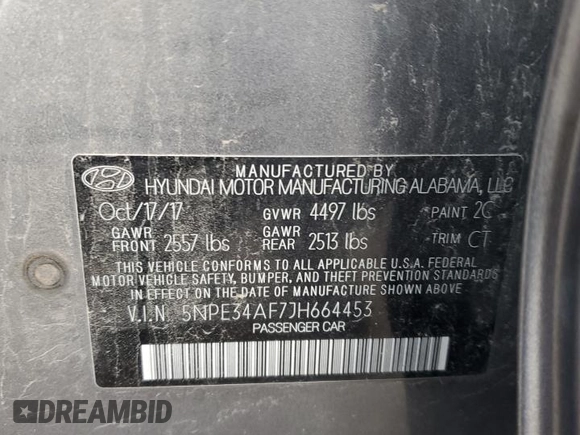 MANUFACTURED BY
HYUNDAI MOTOR MANUFACTURING ALABAMA, LLC
Oct/17/17 GVWR 4497 lbs PAINT 2C
GAWR FRONT 2557 lbs GAWR REAR 2513 lbs TRIM CT
THIS VEHICLE CONFORMS TO ALL APPLICABLE U.S.A. FEDERAL
MOTOR VEHICLE SAFETY, BUMPER, AND THEFT PREVENTION STANDARDS
IN EFFECT ON THE DATE OF MANUFACTURE SHOWN ABOVE.
V.I.N 5NPE34AF7JH664453
PASSENGER CAR
DREAMBID